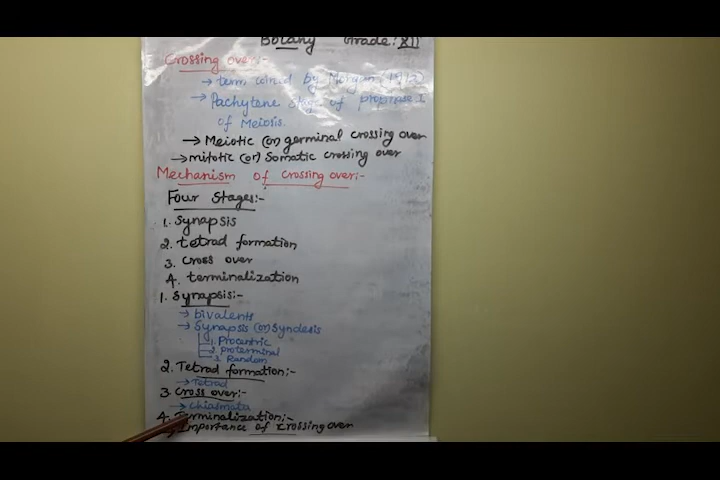 Botany Grade: XII
Crossing over:-
→ term coined by Morgan (1912)
→ Pachytene stage of prophase I
of Meiosis.
→ Meiotic (or) germinal crossing over
→ mitotic (or) Somatic crossing over
Mechanism of crossing over:-
Four Stages:-
1. Synapsis
2. tetrad formation
3. cross over
4. terminalization
1. Synapsis:-
→ bivalents
→ Synapsis (or) Syndesis
1. Procentric
2. proterminal
3. Random
2. Tetrad formation:-
→ Tetrad
3. Cross over:-
→ Chiasmata
4. Terminalization:-
Importance of crossing over